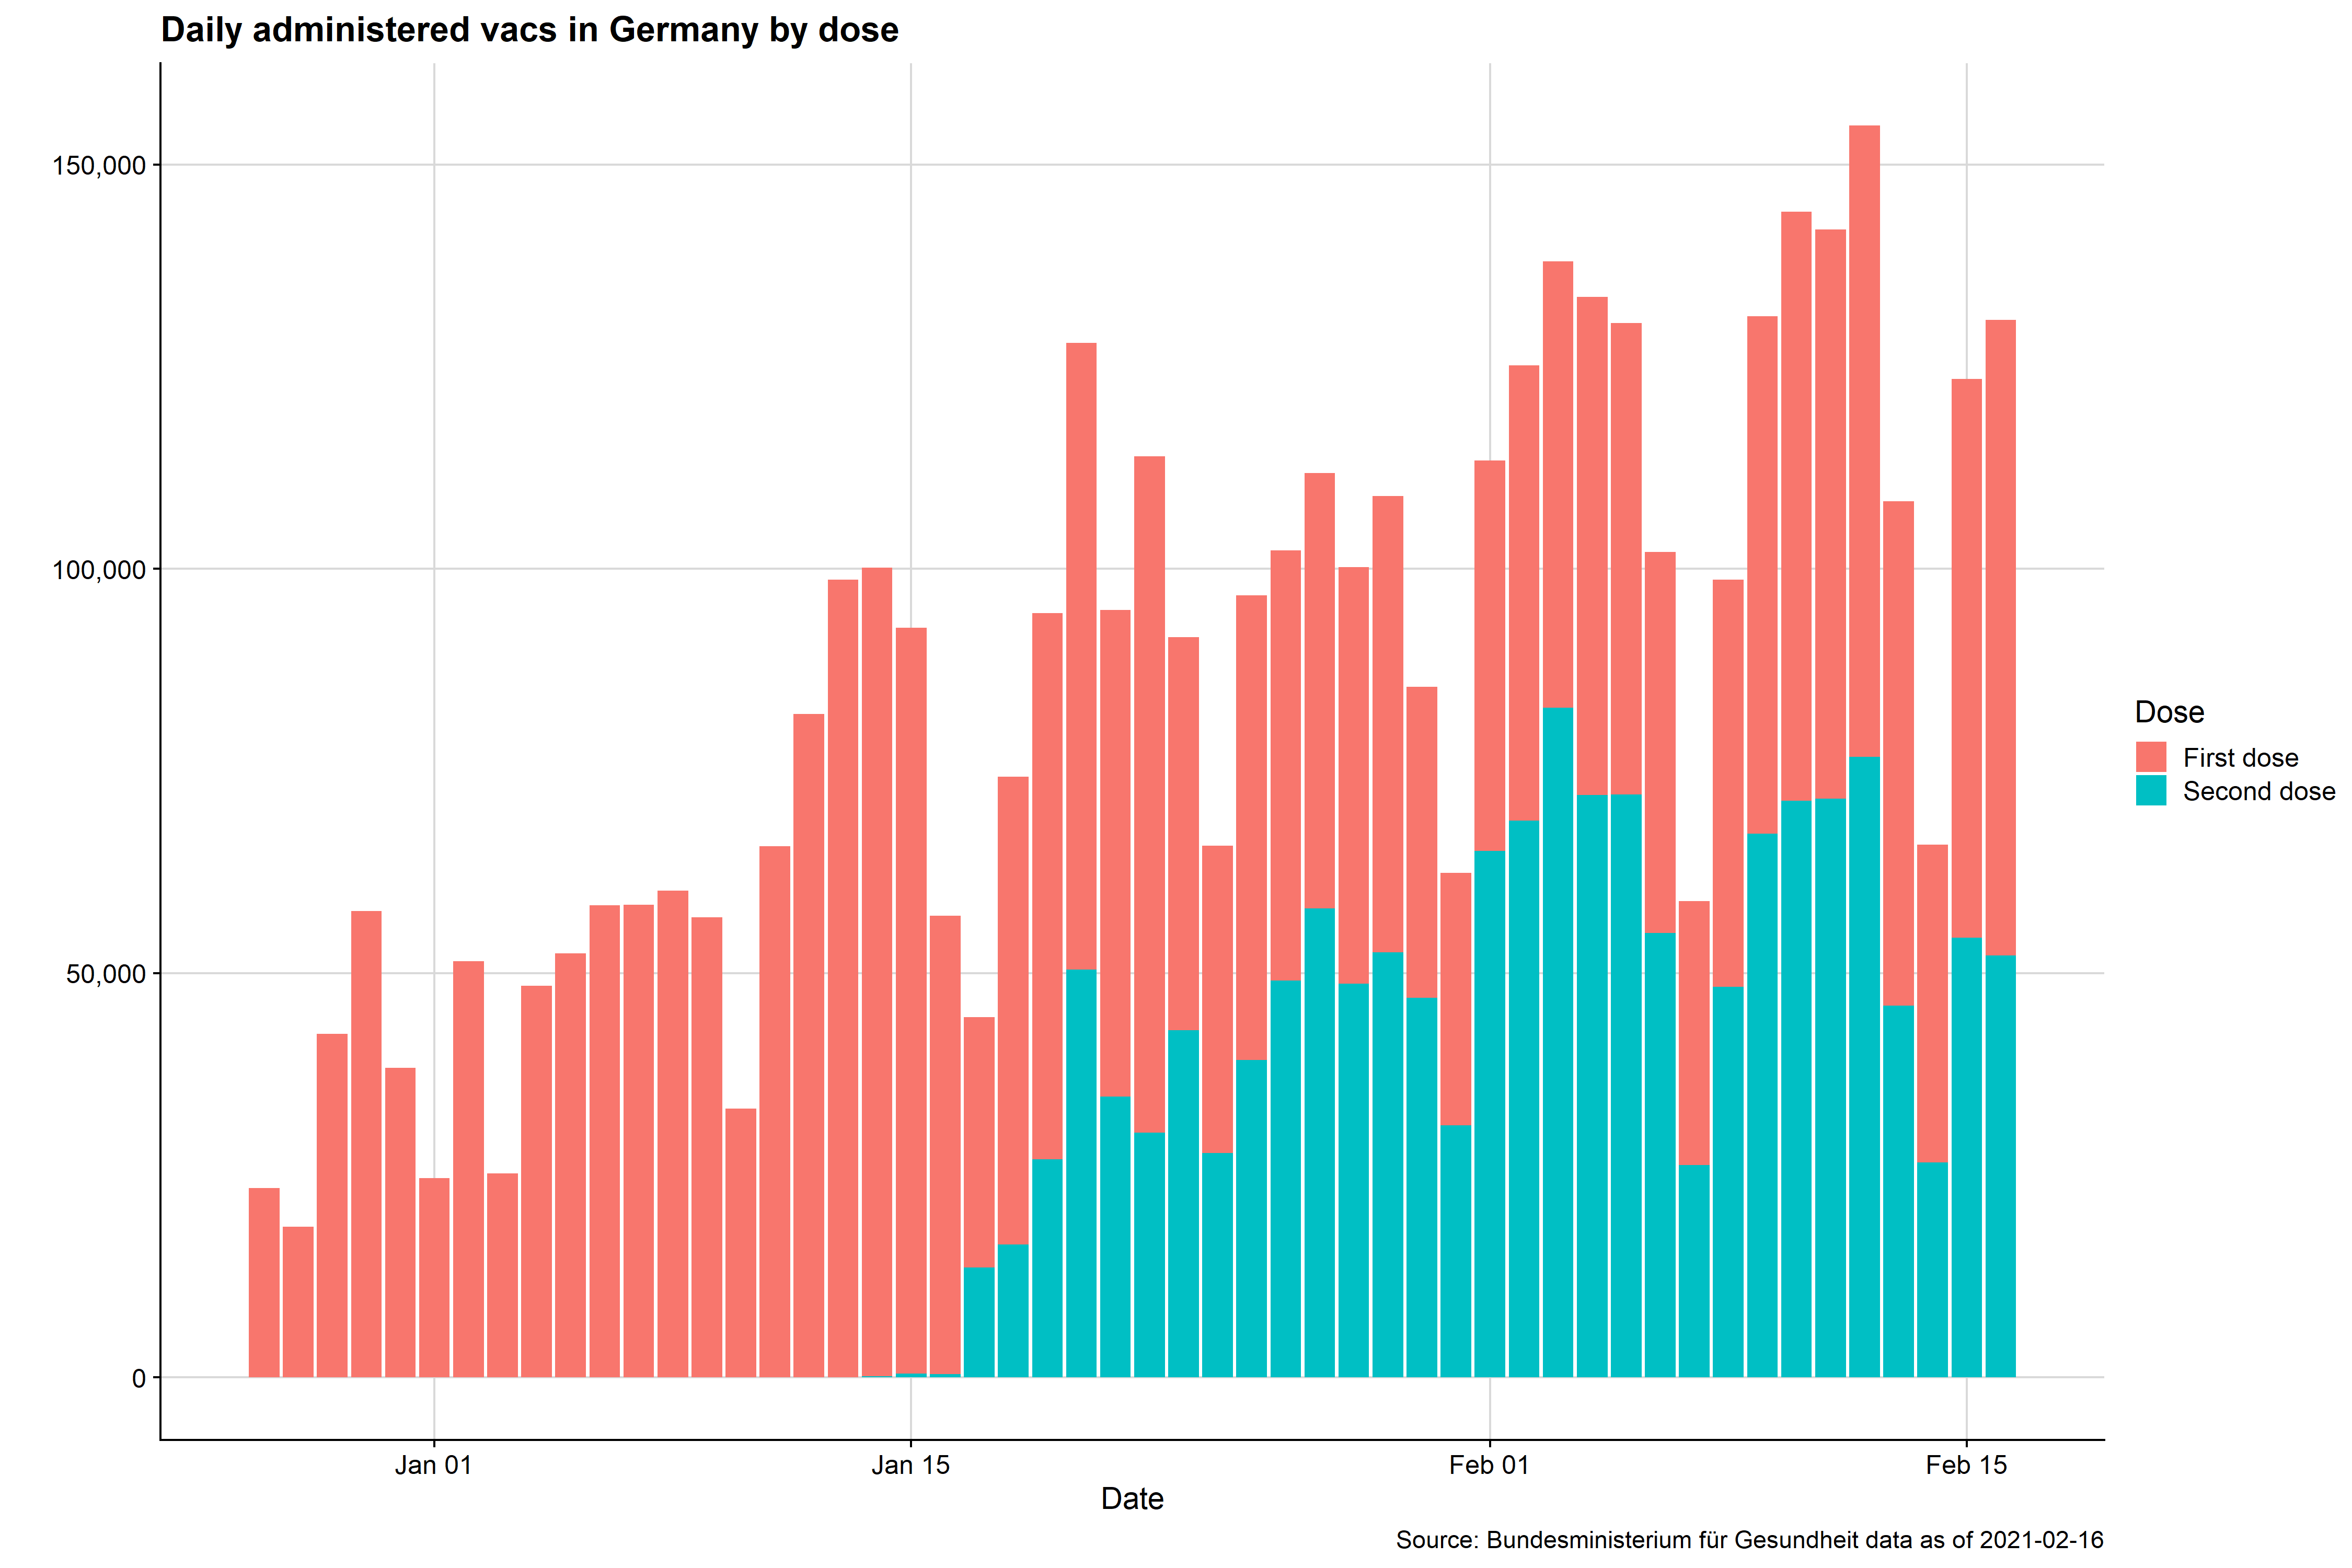 Daily administered vacs in Germany by dose
150,000
100,000
50,000
0
Jan 01
Jan 15
Feb 01
Feb 15
Date
Dose
First dose
Second dose
Source: Bundesministerium für Gesundheit data as of 2021-02-16